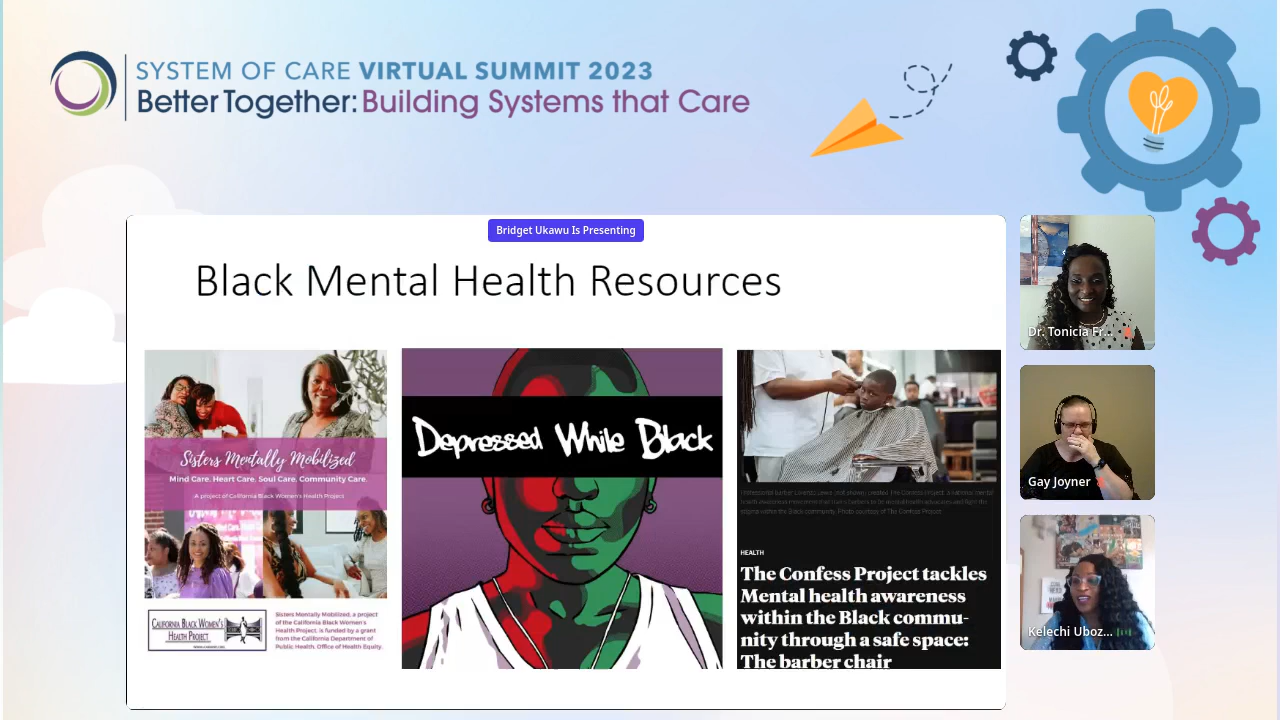 SYSTEM OF CARE VIRTUAL SUMMIT 2023
Better Together: Building Systems that Care
Bridget Ukawu Is Presenting
Black Mental Health Resources
Sisters Mentally Mobilized
Mind Care. Heart Care. Soul Care. Community Care.
A project of California Black Women's Health Project
CALIFORNIA BLACK WOMEN'S
HEALTH PROJECT
Sisters Mentally Mobilized, a project
of the California Black Women's
Health Project, is funded by a grant
from the California Department of
Public Health, Office of Health Equity.
Depressed While Black
HEALTH
The Confess Project tackles
Mental health awareness
within the Black commu-
nity through a safe space:
The barber chair
Dr. Tonicia Fr...
Gay Joyner
Kelechi Uboz...